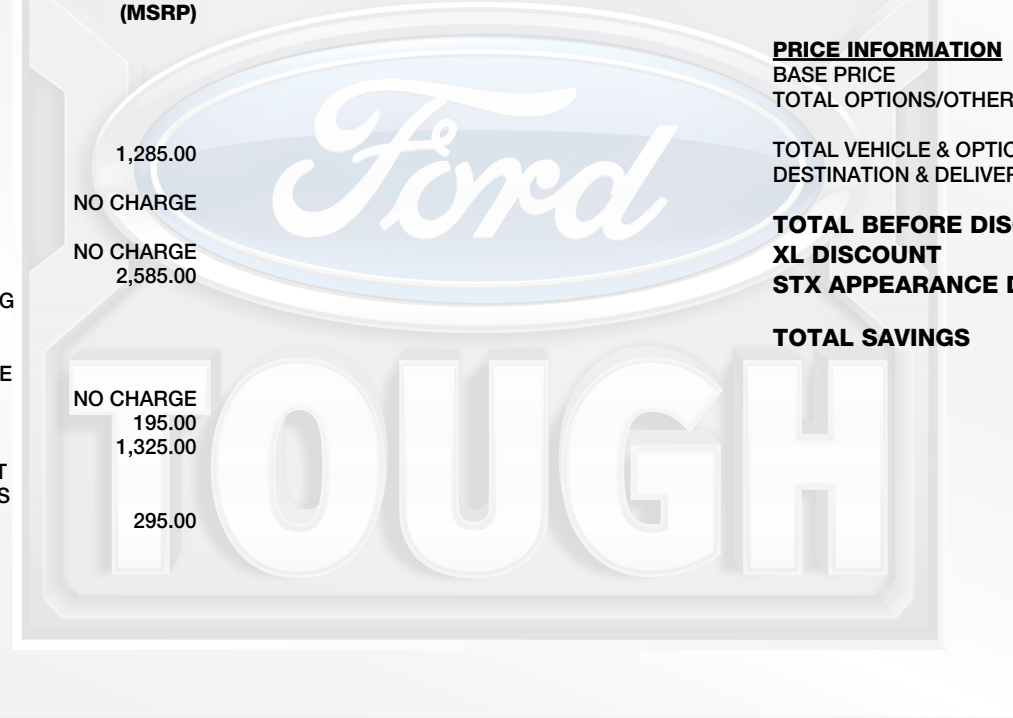 (MSRP)
1,285.00
NO CHARGE
NO CHARGE
2,585.00
G
E
NO CHARGE
195.00
1,325.00
T
S
295.00
PRICE INFORMATION
BASE PRICE
TOTAL OPTIONS/OTHER
TOTAL VEHICLE & OPTIO
DESTINATION & DELIVER
TOTAL BEFORE DISC
XL DISCOUNT
STX APPEARANCE D
TOTAL SAVINGS
Ford
TOUGH